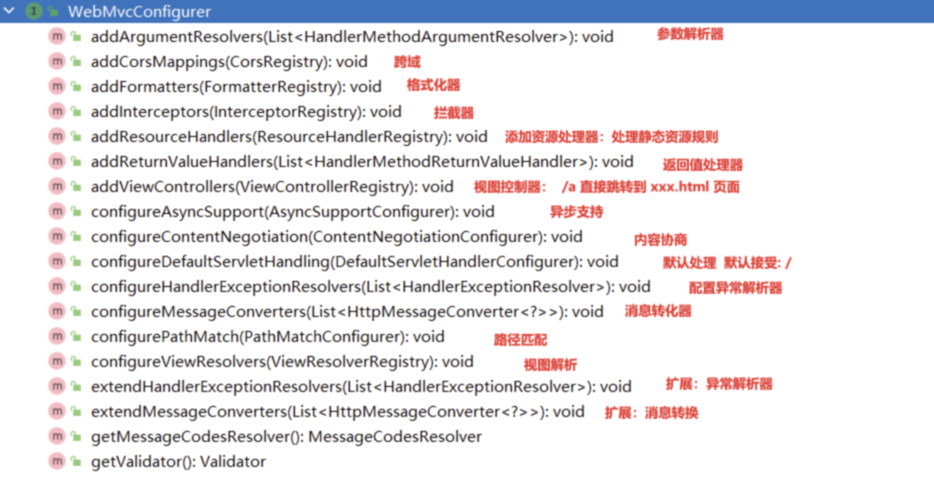 WebMvcConfigurer
addArgumentResolvers(List<HandlerMethodArgumentResolver>): void 参数解析器
addCorsMappings(CorsRegistry): void 跨域
addFormatters(FormatterRegistry): void 格式化器
addInterceptors(InterceptorRegistry): void 拦截器
addResourceHandlers(ResourceHandlerRegistry): void 添加资源处理器：处理静态资源规则
addReturnValueHandlers(List<HandlerMethodReturnValueHandler>): void 返回值处理器
addViewControllers(ViewControllerRegistry): void 视图控制器： /a 直接跳转到 xxx.html 页面
configureAsyncSupport(AsyncSupportConfigurer): void 异步支持
configureContentNegotiation(ContentNegotiationConfigurer): void 内容协商
configureDefaultServletHandling(DefaultServletHandlerConfigurer): void 默认处理 默认接受: /
configureHandlerExceptionResolvers(List<HandlerExceptionResolver>): void 配置异常解析器
configureMessageConverters(List<HttpMessageConverter<?>>): void 消息转化器
configurePathMatch(PathMatchConfigurer): void 路径匹配
configureViewResolvers(ViewResolverRegistry): void 视图解析
extendHandlerExceptionResolvers(List<HandlerExceptionResolver>): void 扩展：异常解析器
extendMessageConverters(List<HttpMessageConverter<?>>): void 扩展：消息转换
getMessageCodesResolver(): MessageCodesResolver
getValidator(): Validator